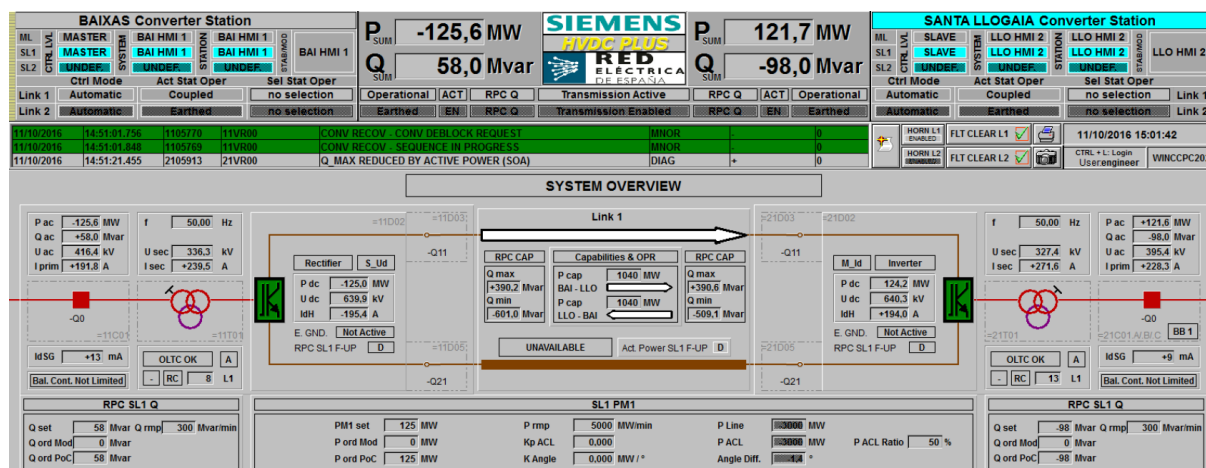 BAIXAS Converter Station
ML CTRL LVL MASTER SYSTEM BAI HMI 1 STATION BAI HMI 1 STAB/MOD BAI HMI 1
SL1 MASTER BAI HMI 1 BAI HMI 1
SL2 UNDEF. UNDEF. UNDEF.
Ctrl Mode Act Stat Oper Sel Stat Oper
Link 1 Automatic Coupled no selection
Link 2 Automatic Earthed no selection
P SUM -125,6 MW
Q SUM 58,0 Mvar
SIEMENS
HVDC PLUS
RED
ELÉCTRICA
DE ESPAÑA
P SUM 121,7 MW
Q SUM -98,0 Mvar
Operational ACT RPC Q Transmission Active RPC Q ACT Operational
Earthed EN RPC Q Transmission Enabled RPC Q EN Earthed
SANTA LLOGAIA Converter Station
ML CTRL LVL SLAVE SYSTEM LLO HMI 2 STATION LLO HMI 2 STAB/MOD LLO HMI 2
SL1 SLAVE LLO HMI 2 LLO HMI 2
SL2 UNDEF. UNDEF. UNDEF.
Ctrl Mode Act Stat Oper Sel Stat Oper
Automatic Coupled no selection Link 1
Automatic Earthed no selection Link 2
11/10/2016 14:51:01.756 1105770 11VR00 CONV RECOV - CONV DEBLOCK REQUEST MNOR - 0
11/10/2016 14:51:01.848 1105769 11VR00 CONV RECOV - SEQUENCE IN PROGRESS MNOR - 0
11/10/2016 14:51:21.455 2105913 21VR00 Q_MAX REDUCED BY ACTIVE POWER (SOA) DIAG + 0
HORN L1 ENABLED FLT CLEAR L1 11/10/2016 15:01:42
HORN L2 ENABLED FLT CLEAR L2 CTRL + L: Login User:engineer WINCCPC20
SYSTEM OVERVIEW
P ac -125,6 MW
Q ac +58,0 Mvar
U ac 416,4 kV
I prim +191,8 A
f 50,00 Hz
U sec 336,3 kV
I sec +239,5 A
-Q0
=11C01
=11T01
IdSG +13 mA
Bal. Cont. Not Limited
OLTC OK A
- RC 8 L1
=11D02 =11D03
-Q11
Rectifier S_Ud
P dc -125,0 MW
U dc 639,9 kV
IdH -195,4 A
E. GND. Not Active
RPC SL1 F-UP D
=11D05
-Q21
Link 1
RPC CAP Capabilities & OPR RPC CAP
Q max +390,2 Mvar
Q min -601,0 Mvar
P cap 1040 MW
BAI - LLO
P cap 1040 MW
LLO - BAI
Q max +390,6 Mvar
Q min -509,1 Mvar
UNAVAILABLE Act. Power SL1 F-UP D
=21D03 =21D02
-Q11
M_Id Inverter
P dc 124,2 MW
U dc 640,3 kV
IdH +194,0 A
E. GND. Not Active
RPC SL1 F-UP D
=21D05
-Q21
f 50,00 Hz
U sec 327,4 kV
I sec +271,6 A
P ac +121,6 MW
Q ac -98,0 Mvar
U ac 395,4 kV
I prim +228,3 A
-Q0
=21T01
=21C01 A/B/C BB 1
OLTC OK A
- RC 13 L1
IdSG +9 mA
Bal. Cont. Not Limited
RPC SL1 Q
Q set 58 Mvar Q rmp 300 Mvar/min
Q ord Mod 0 Mvar
Q ord PoC 58 Mvar
SL1 PM1
PM1 set 125 MW P rmp 5000 MW/min P Line -3000 MW
P ord Mod 0 MW Kp ACL 0,000 P ACL -3000 MW P ACL Ratio 50 %
P ord PoC 125 MW K Angle 0,000 MW / ° Angle Diff. -1,4 °
RPC SL1 Q
Q set -98 Mvar Q rmp 300 Mvar/min
Q ord Mod 0 Mvar
Q ord PoC -98 Mvar